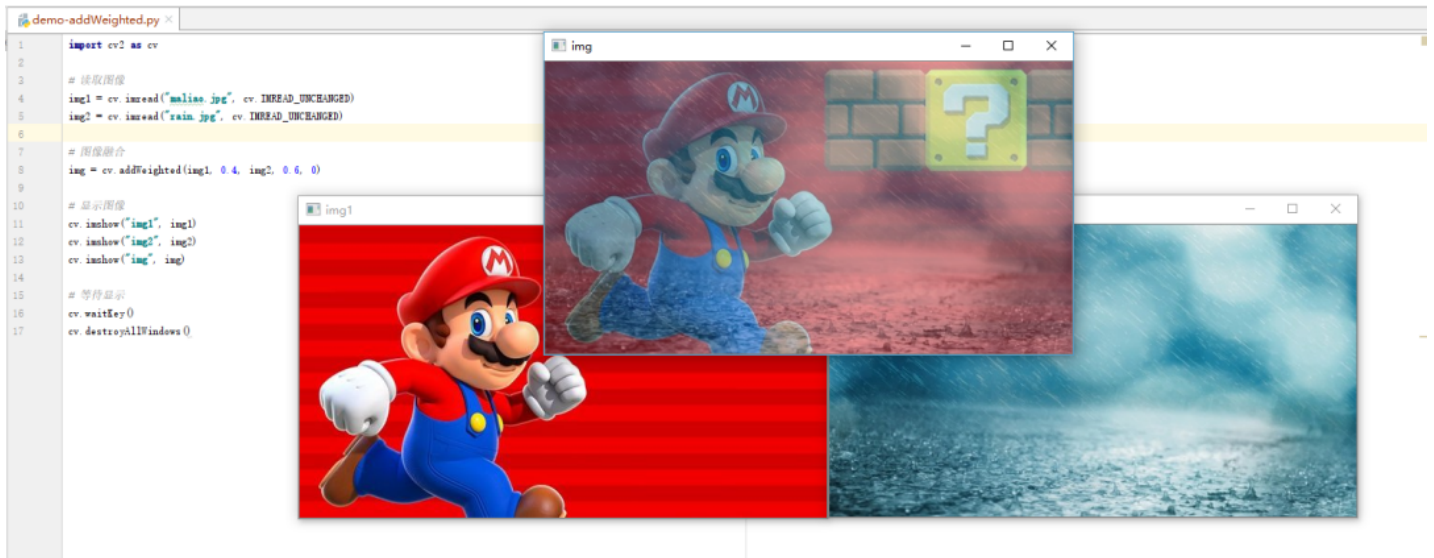 demo-addWeighted.py
1 import cv2 as cv
2
3 # 读取图像
4 img1 = cv.imread("maliao.jpg", cv.IMREAD_UNCHANGED)
5 img2 = cv.imread("rain.jpg", cv.IMREAD_UNCHANGED)
6
7 # 图像融合
8 img = cv.addWeighted(img1, 0.4, img2, 0.6, 0)
9
10 # 显示图像
11 cv.imshow("img1", img1)
12 cv.imshow("img2", img2)
13 cv.imshow("img", img)
14
15 # 等待显示
16 cv.waitKey()
17 cv.destroyAllWindows()
img
M
?
img1
M